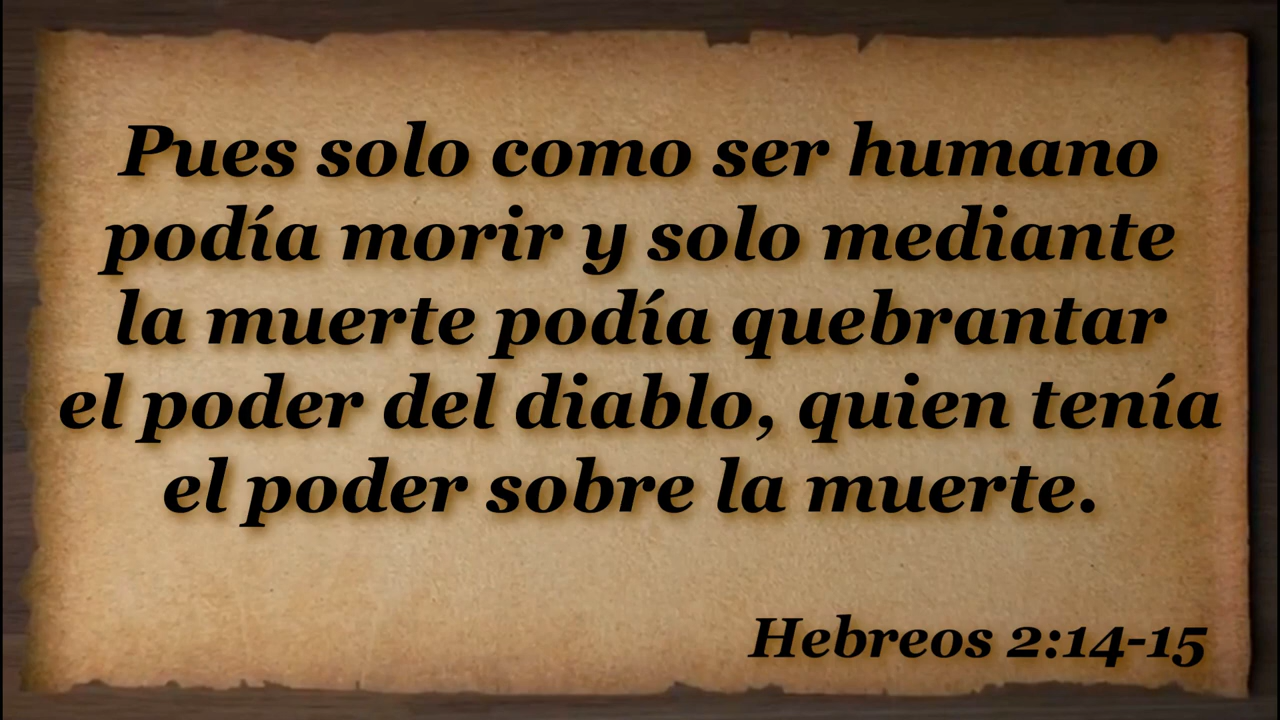 Pues solo como ser humano
podía morir y solo mediante
la muerte podía quebrantar
el poder del diablo, quien tenía
el poder sobre la muerte.
Hebreos 2:14-15